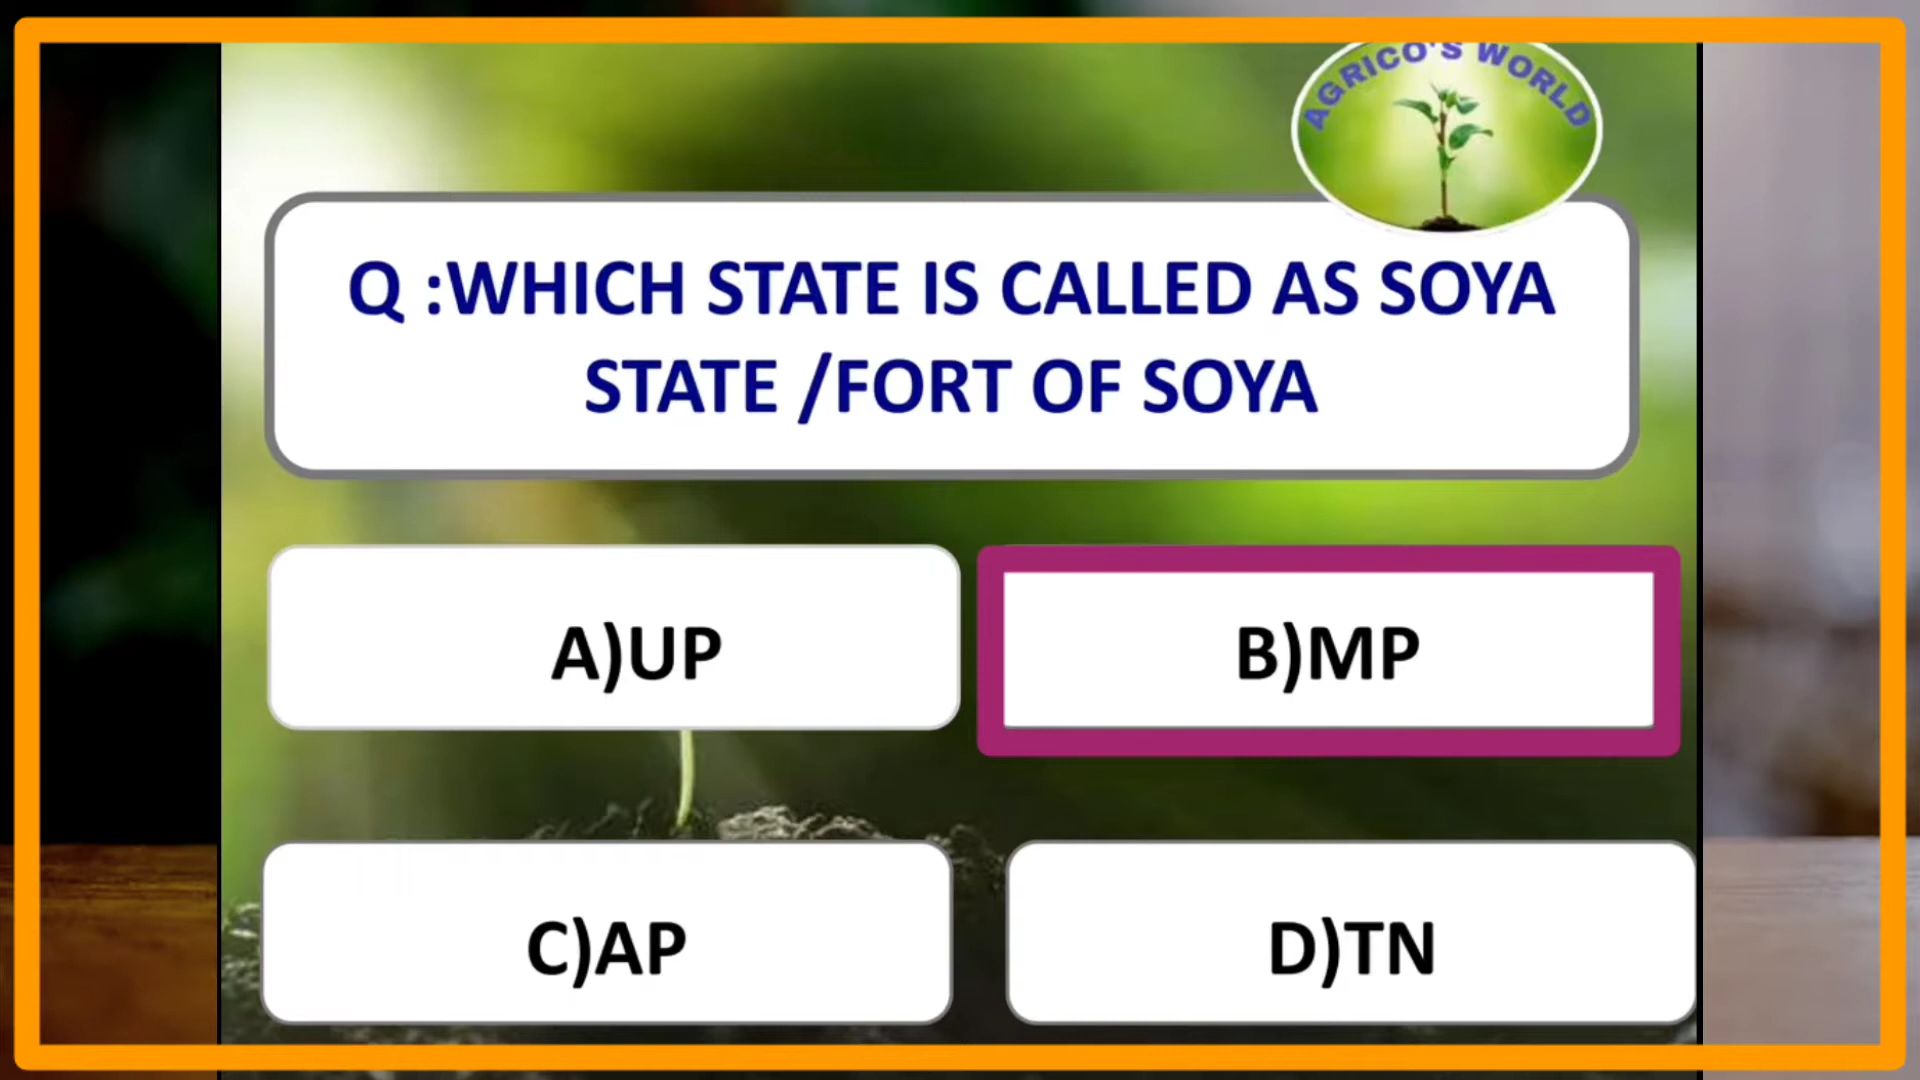 AGRICO'S WORLD
Q :WHICH STATE IS CALLED AS SOYA
STATE /FORT OF SOYA
A)UP
B)MP
C)AP
D)TN